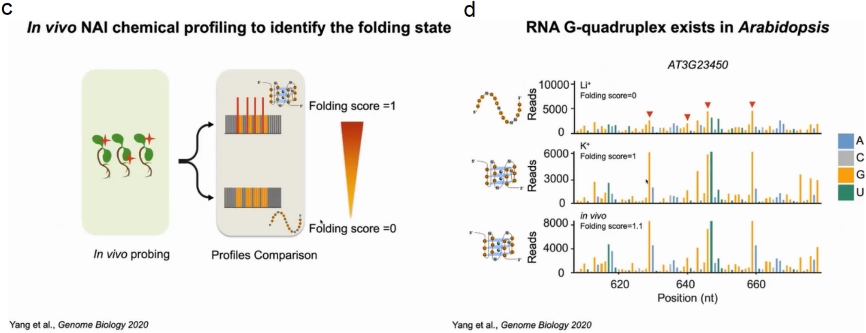 c
In vivo NAI chemical profiling to identify the folding state
Folding score=1
Folding score=0
In vivo probing
Profiles Comparison
Yang et al., Genome Biology 2020
d
RNA G-quadruplex exists in Arabidopsis
AT3G23450
Reads
10000
5000
0
Li⁺
Folding score=0
Reads
6000
3000
0
K⁺
Folding score=1
Reads
8000
4000
0
in vivo
Folding score=1.1
620
640
660
Position (nt)
A
C
G
U
Yang et al., Genome Biology 2020